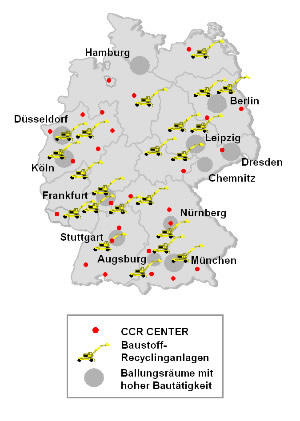 Hamburg
Berlin
Düsseldorf
Leipzig
Dresden
Köln
Chemnitz
Frankfurt
Nürnberg
Stuttgart
Augsburg
München
CCR CENTER
Baustoff-
Recyclinganlagen
Ballungsräume mit
hoher Bautätigkeit